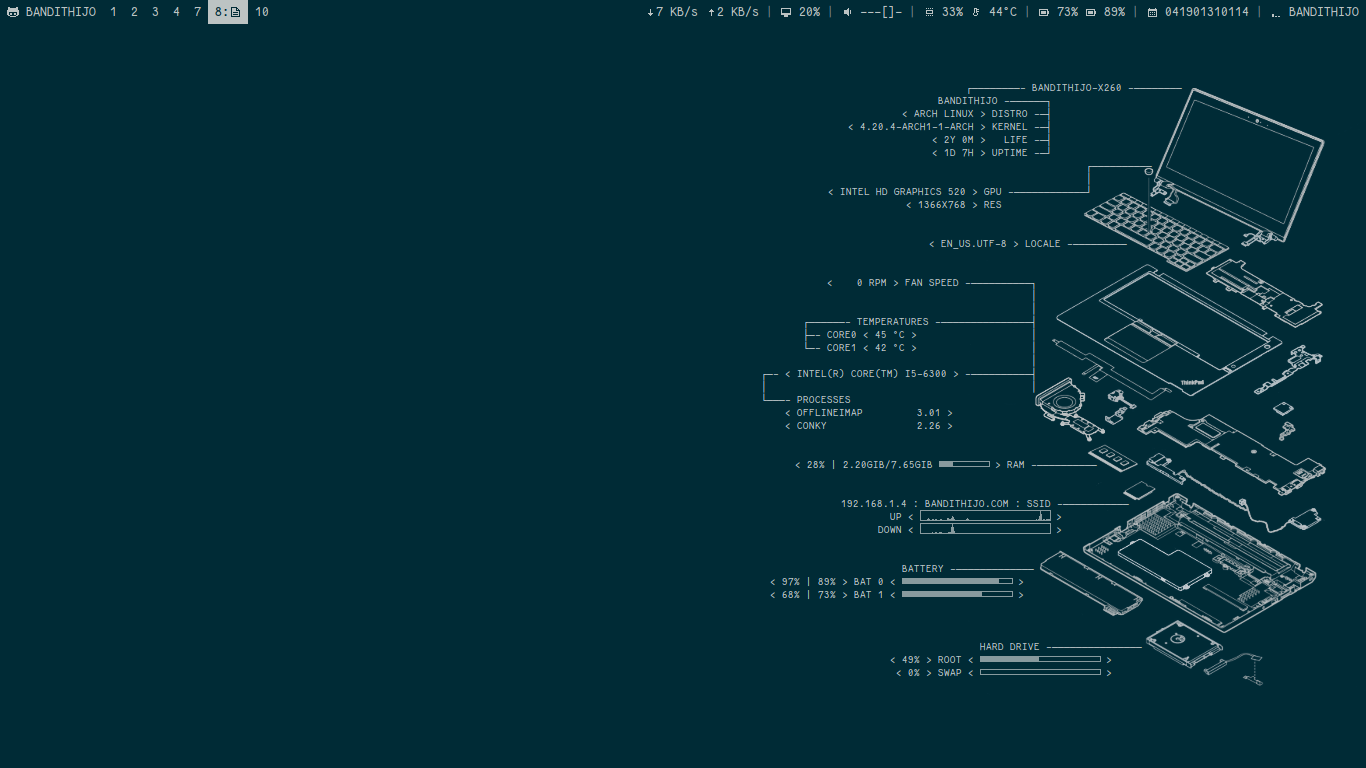 BANDITHIJO 1 2 3 4 7 8: 10 7 KB/s 2 KB/s | 20% | ---[]- | 33% 44°C | 73% 89% | 041901310114 | BANDITHIJO
BANDITHIJO-X260
BANDITHIJO
< ARCH LINUX > DISTRO
< 4.20.4-ARCH1-1-ARCH > KERNEL
< 2Y 0M > LIFE
< 1D 7H > UPTIME
< INTEL HD GRAPHICS 520 > GPU
< 1366X768 > RES
< EN_US.UTF-8 > LOCALE
< 0 RPM > FAN SPEED
TEMPERATURES
CORE0 < 45 °C >
CORE1 < 42 °C >
< INTEL(R) CORE(TM) I5-6300 >
ThinkPad
PROCESSES
< OFFLINEIMAP 3.01 >
< CONKY 2.26 >
< 28% | 2.20GIB/7.65GIB > RAM
192.168.1.4 : BANDITHIJO.COM : SSID
UP < >
DOWN < >
BATTERY
< 97% | 89% > BAT 0 < >
< 68% | 73% > BAT 1 < >
HARD DRIVE
< 49% > ROOT < >
< 0% > SWAP < >